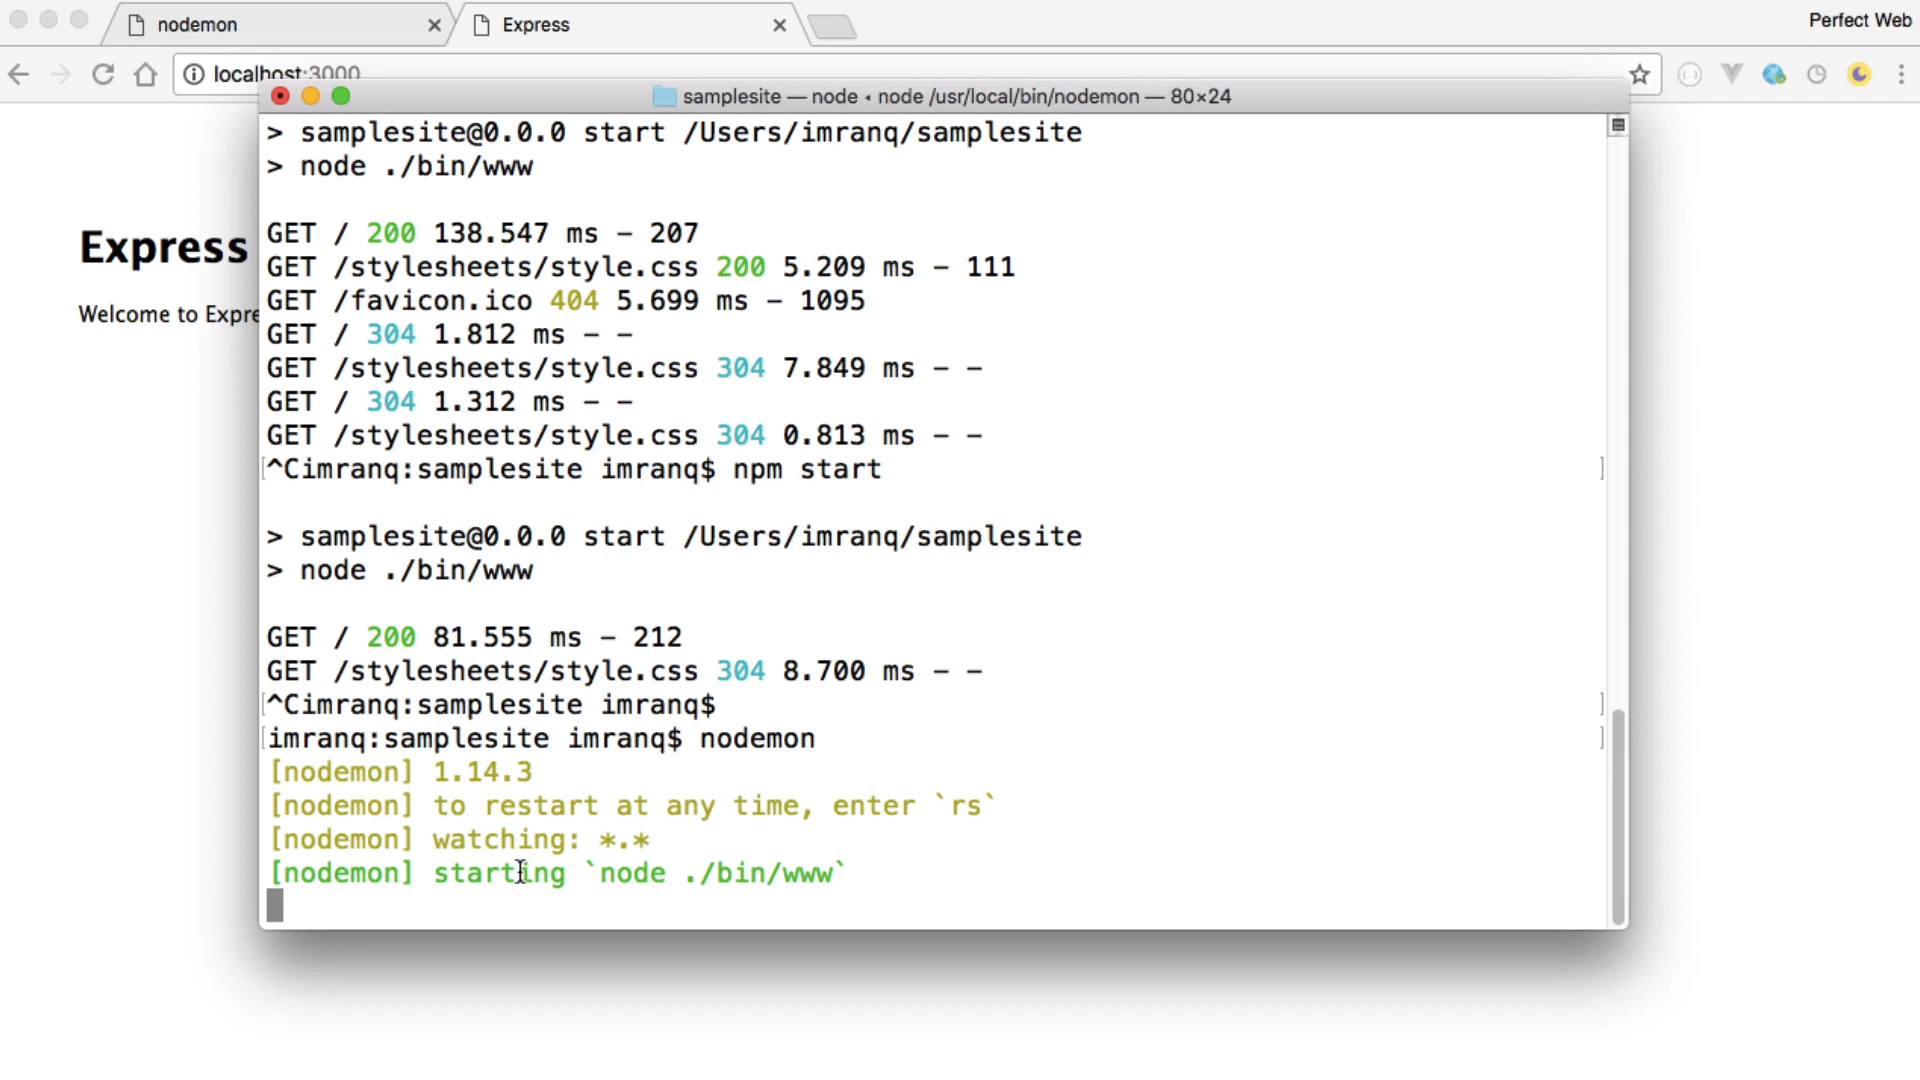 nodemon
Express
Perfect Web
localhost:3000
samplesite — node ◂ node /usr/local/bin/nodemon — 80×24
Express
Welcome to Expre
> samplesite@0.0.0 start /Users/imranq/samplesite
> node ./bin/www
GET / 200 138.547 ms - 207
GET /stylesheets/style.css 200 5.209 ms - 111
GET /favicon.ico 404 5.699 ms - 1095
GET / 304 1.812 ms - -
GET /stylesheets/style.css 304 7.849 ms - -
GET / 304 1.312 ms - -
GET /stylesheets/style.css 304 0.813 ms - -
^Cimranq:samplesite imranq$ npm start
> samplesite@0.0.0 start /Users/imranq/samplesite
> node ./bin/www
GET / 200 81.555 ms - 212
GET /stylesheets/style.css 304 8.700 ms - -
^Cimranq:samplesite imranq$
imranq:samplesite imranq$ nodemon
[nodemon] 1.14.3
[nodemon] to restart at any time, enter `rs`
[nodemon] watching: *.*
[nodemon] starting `node ./bin/www`